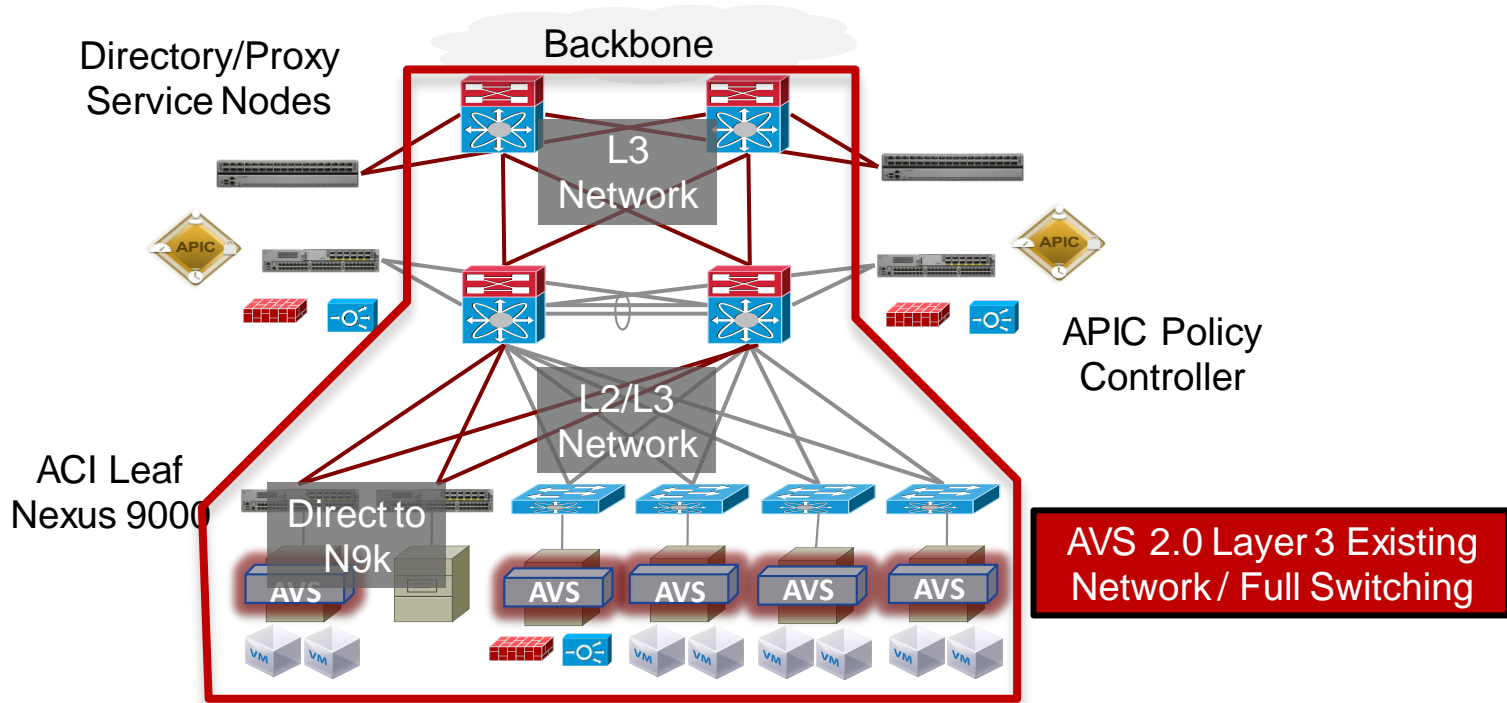 Backbone
Directory/Proxy
Service Nodes
L3
Network
APIC
APIC
APIC Policy
Controller
L2/L3
Network
ACI Leaf
Nexus 9000
Direct to
N9k
AVS 2.0 Layer 3 Existing
Network / Full Switching
AVS
AVS
AVS
AVS
AVS
VM
VM
VM
VM
VM
VM
VM
VM